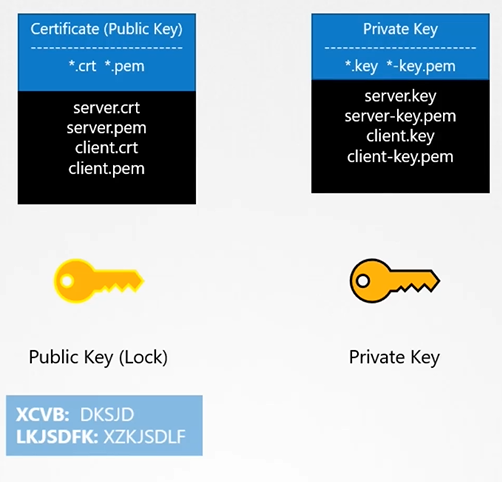 Certificate (Public Key)
------------------------
*.crt *.pem
server.crt
server.pem
client.crt
client.pem
Private Key
------------------------
*.key *-key.pem
server.key
server-key.pem
client.key
client-key.pem
Public Key (Lock)
Private Key
XCVB: DKSJD
LKJSDFK: XZKJSDLF